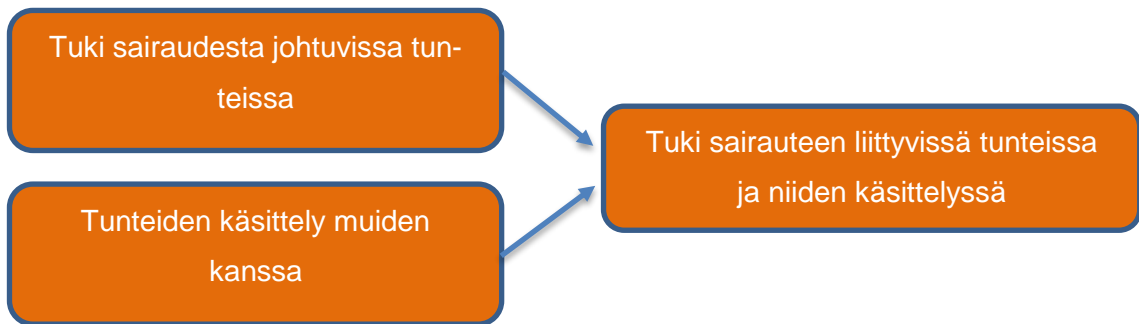 Tuki sairaudesta johtuvissa tun-
teissa
Tunteiden käsittely muiden
kanssa
Tuki sairauteen liittyvissä tunteissa
ja niiden käsittelyssä